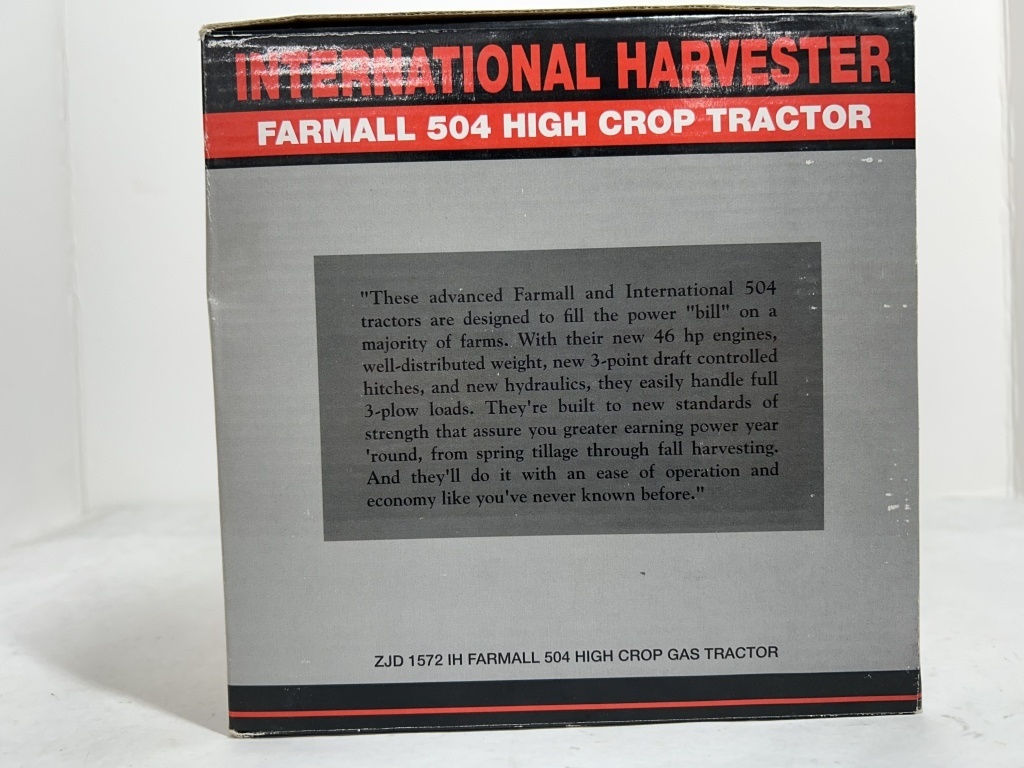 INTERNATIONAL HARVESTER
FARMALL 504 HIGH CROP TRACTOR
"These advanced Farmall and International 504
tractors are designed to fill the power "bill" on a
majority of farms. With their new 46 hp engines,
well-distributed weight, new 3-point draft controlled
hitches, and new hydraulics, they easily handle full
3-plow loads. They're built to new standards of
strength that assure you greater earning power year
'round, from spring tillage through fall harvesting.
And they'll do it with an ease of operation and
economy like you've never known before."
ZJD 1572 IH FARMALL 504 HIGH CROP GAS TRACTOR